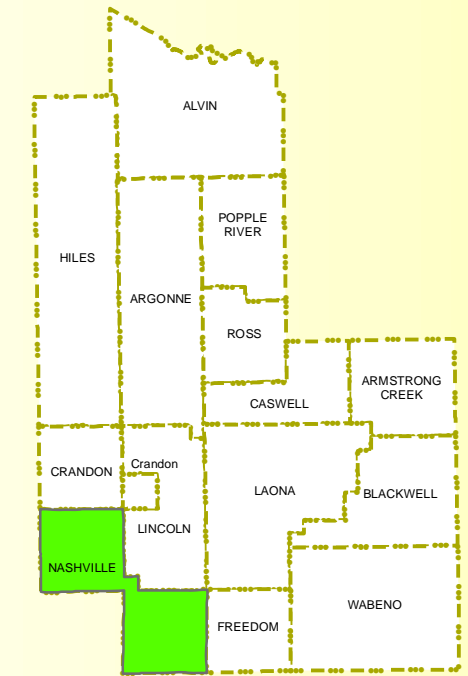 ALVIN
POPPLE
RIVER
HILES
ARGONNE
ROSS
ARMSTRONG
CREEK
CASWELL
CRANDON
Crandon
LAONA
BLACKWELL
LINCOLN
NASHVILLE
WABENO
FREEDOM